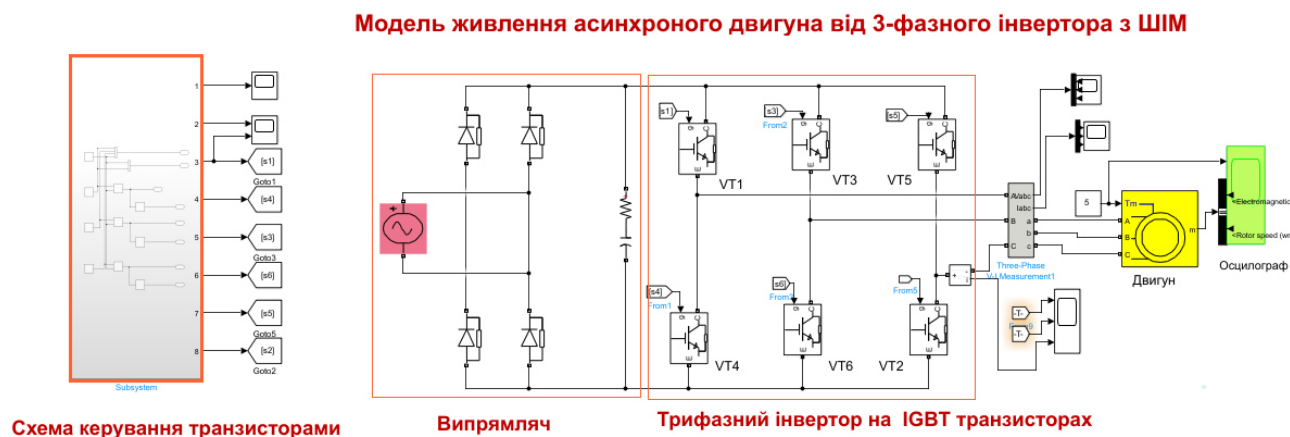 Модель живлення асинхроного двигуна від 3-фазного інвертора з ШІМ
1
2
3
4
5
6
7
8
[s1]
Goto1
[s4]
[s3]
Goto3
[s6]
[s5]
Goto5
[s2]
Goto2
Subsystem
Схема керування транзисторами
Випрямляч
[s1]
g
C
E
VT1
[s3]
From2
g
C
E
VT3
[s5]
g
C
E
VT5
[s4]
From1
g
C
E
VT4
[s6]
g
C
E
VT6
From5
g
C
E
VT2
Трифазний інвертор на IGBT транзисторах
+
-
i
A
Vabc
Iabc
B
a
b
C
c
Three-Phase
V-I Measurement1
5
Tm
A
B
C
m
Двигун
<Electromagnetic
<Rotor speed (wm
Осцилограф
-T-
-T-